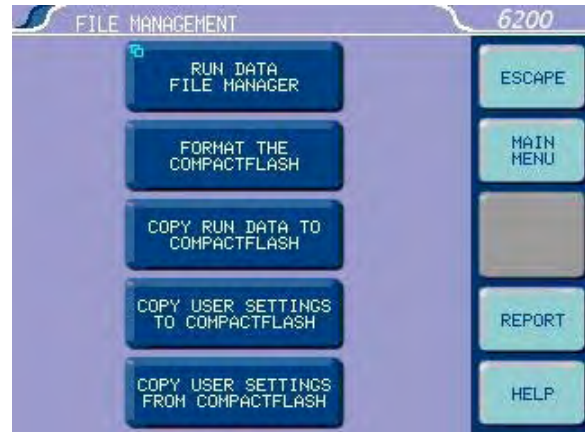 FILE MANAGEMENT
6200
RUN DATA
FILE MANAGER
FORMAT THE
COMPACTFLASH
COPY RUN DATA TO
COMPACTFLASH
COPY USER SETTINGS
TO COMPACTFLASH
COPY USER SETTINGS
FROM COMPACTFLASH
ESCAPE
MAIN
MENU
REPORT
HELP